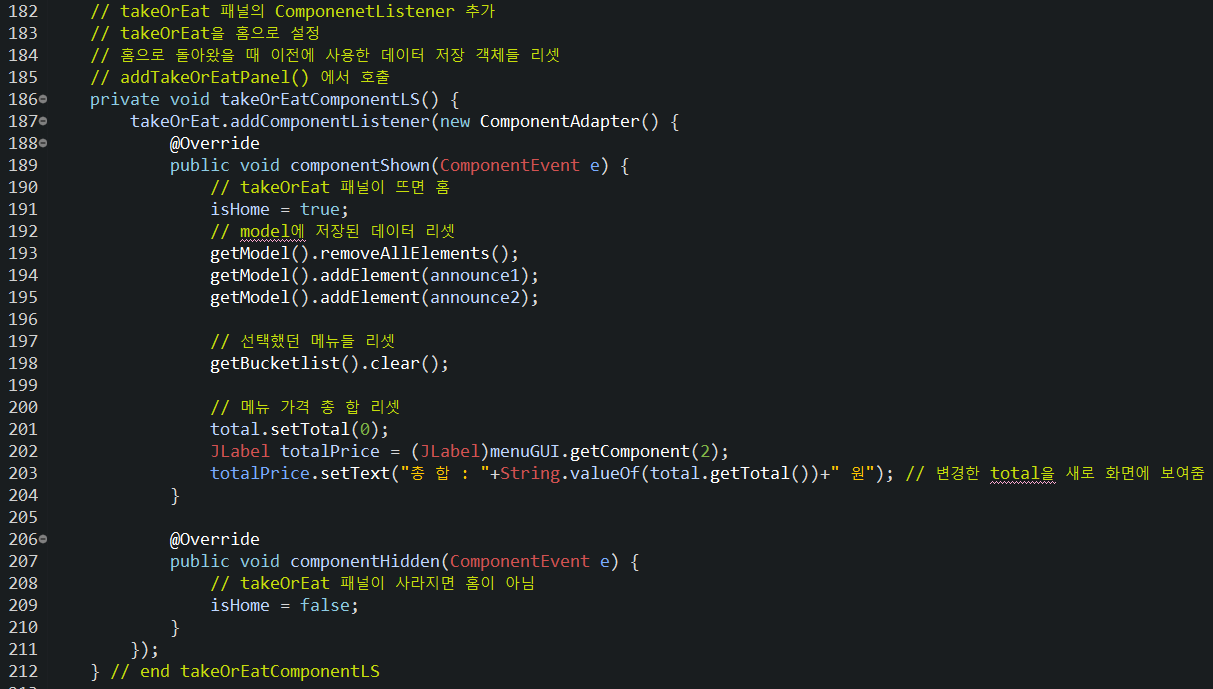 182 // takeOrEat 패널의 ComponenetListener 추가
183 // takeOrEat을 홈으로 설정
184 // 홈으로 돌아왔을 때 이전에 사용한 데이터 저장 객체들 리셋
185 // addTakeOrEatPanel() 에서 호출
186 private void takeOrEatComponentLS() {
187 takeOrEat.addComponentListener(new ComponentAdapter() {
188 @Override
189 public void componentShown(ComponentEvent e) {
190 // takeOrEat 패널이 뜨면 홈
191 isHome = true;
192 // model에 저장된 데이터 리셋
193 getModel().removeAllElements();
194 getModel().addElement(announce1);
195 getModel().addElement(announce2);
196
197 // 선택했던 메뉴들 리셋
198 getBucketlist().clear();
199
200 // 메뉴 가격 총 합 리셋
201 total.setTotal(0);
202 JLabel totalPrice = (JLabel)menuGUI.getComponent(2);
203 totalPrice.setText("총 합 : "+String.valueOf(total.getTotal())+" 원"); // 변경한 total을 새로 화면에 보여줌
204 }
205
206 @Override
207 public void componentHidden(ComponentEvent e) {
208 // takeOrEat 패널이 사라지면 홈이 아님
209 isHome = false;
210 }
211 });
212 } // end takeOrEatComponentLS